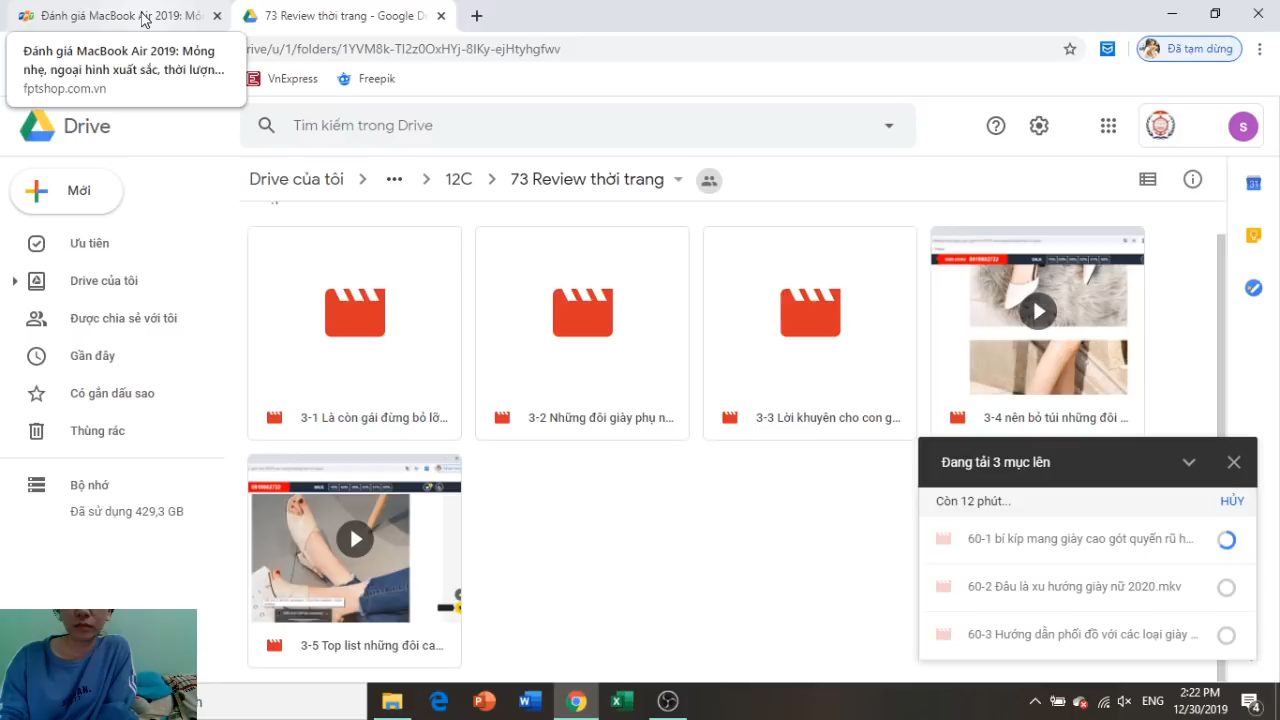 Đánh giá MacBook Air 2019: Mỏ
73 Review thời trang - Google D
Đánh giá MacBook Air 2019: Mỏng
nhẹ, ngoại hình xuất sắc, thời lượn...
fptshop.com.vn
rive/u/1/folders/1YVM8k-TI2z0OxHYj-8IKy-ejHtyhgfwv
Đã tạm dừng
VnExpress
Freepik
Drive
Tìm kiếm trong Drive
s
Mới
Drive của tôi
12C
73 Review thời trang
Ưu tiên
Drive của tôi
Được chia sẻ với tôi
Gần đây
Có gắn dấu sao
Thùng rác
Bộ nhớ
Đã sử dụng 429,3 GB
3-1 Là còn gái đừng bỏ lỡ...
3-2 Những đôi giày phụ n...
3-3 Lời khuyên cho con g...
3-4 nên bỏ túi những đôi ...
3-5 Top list những đôi ca...
Đang tải 3 mục lên
Còn 12 phút...
HỦY
60-1 bí kíp mang giày cao gót quyến rũ h...
60-2 Đâu là xu hướng giày nữ 2020.mkv
60-3 Hướng dẫn phối đồ với các loại giày ...
ENG
2:22 PM
12/30/2019
4